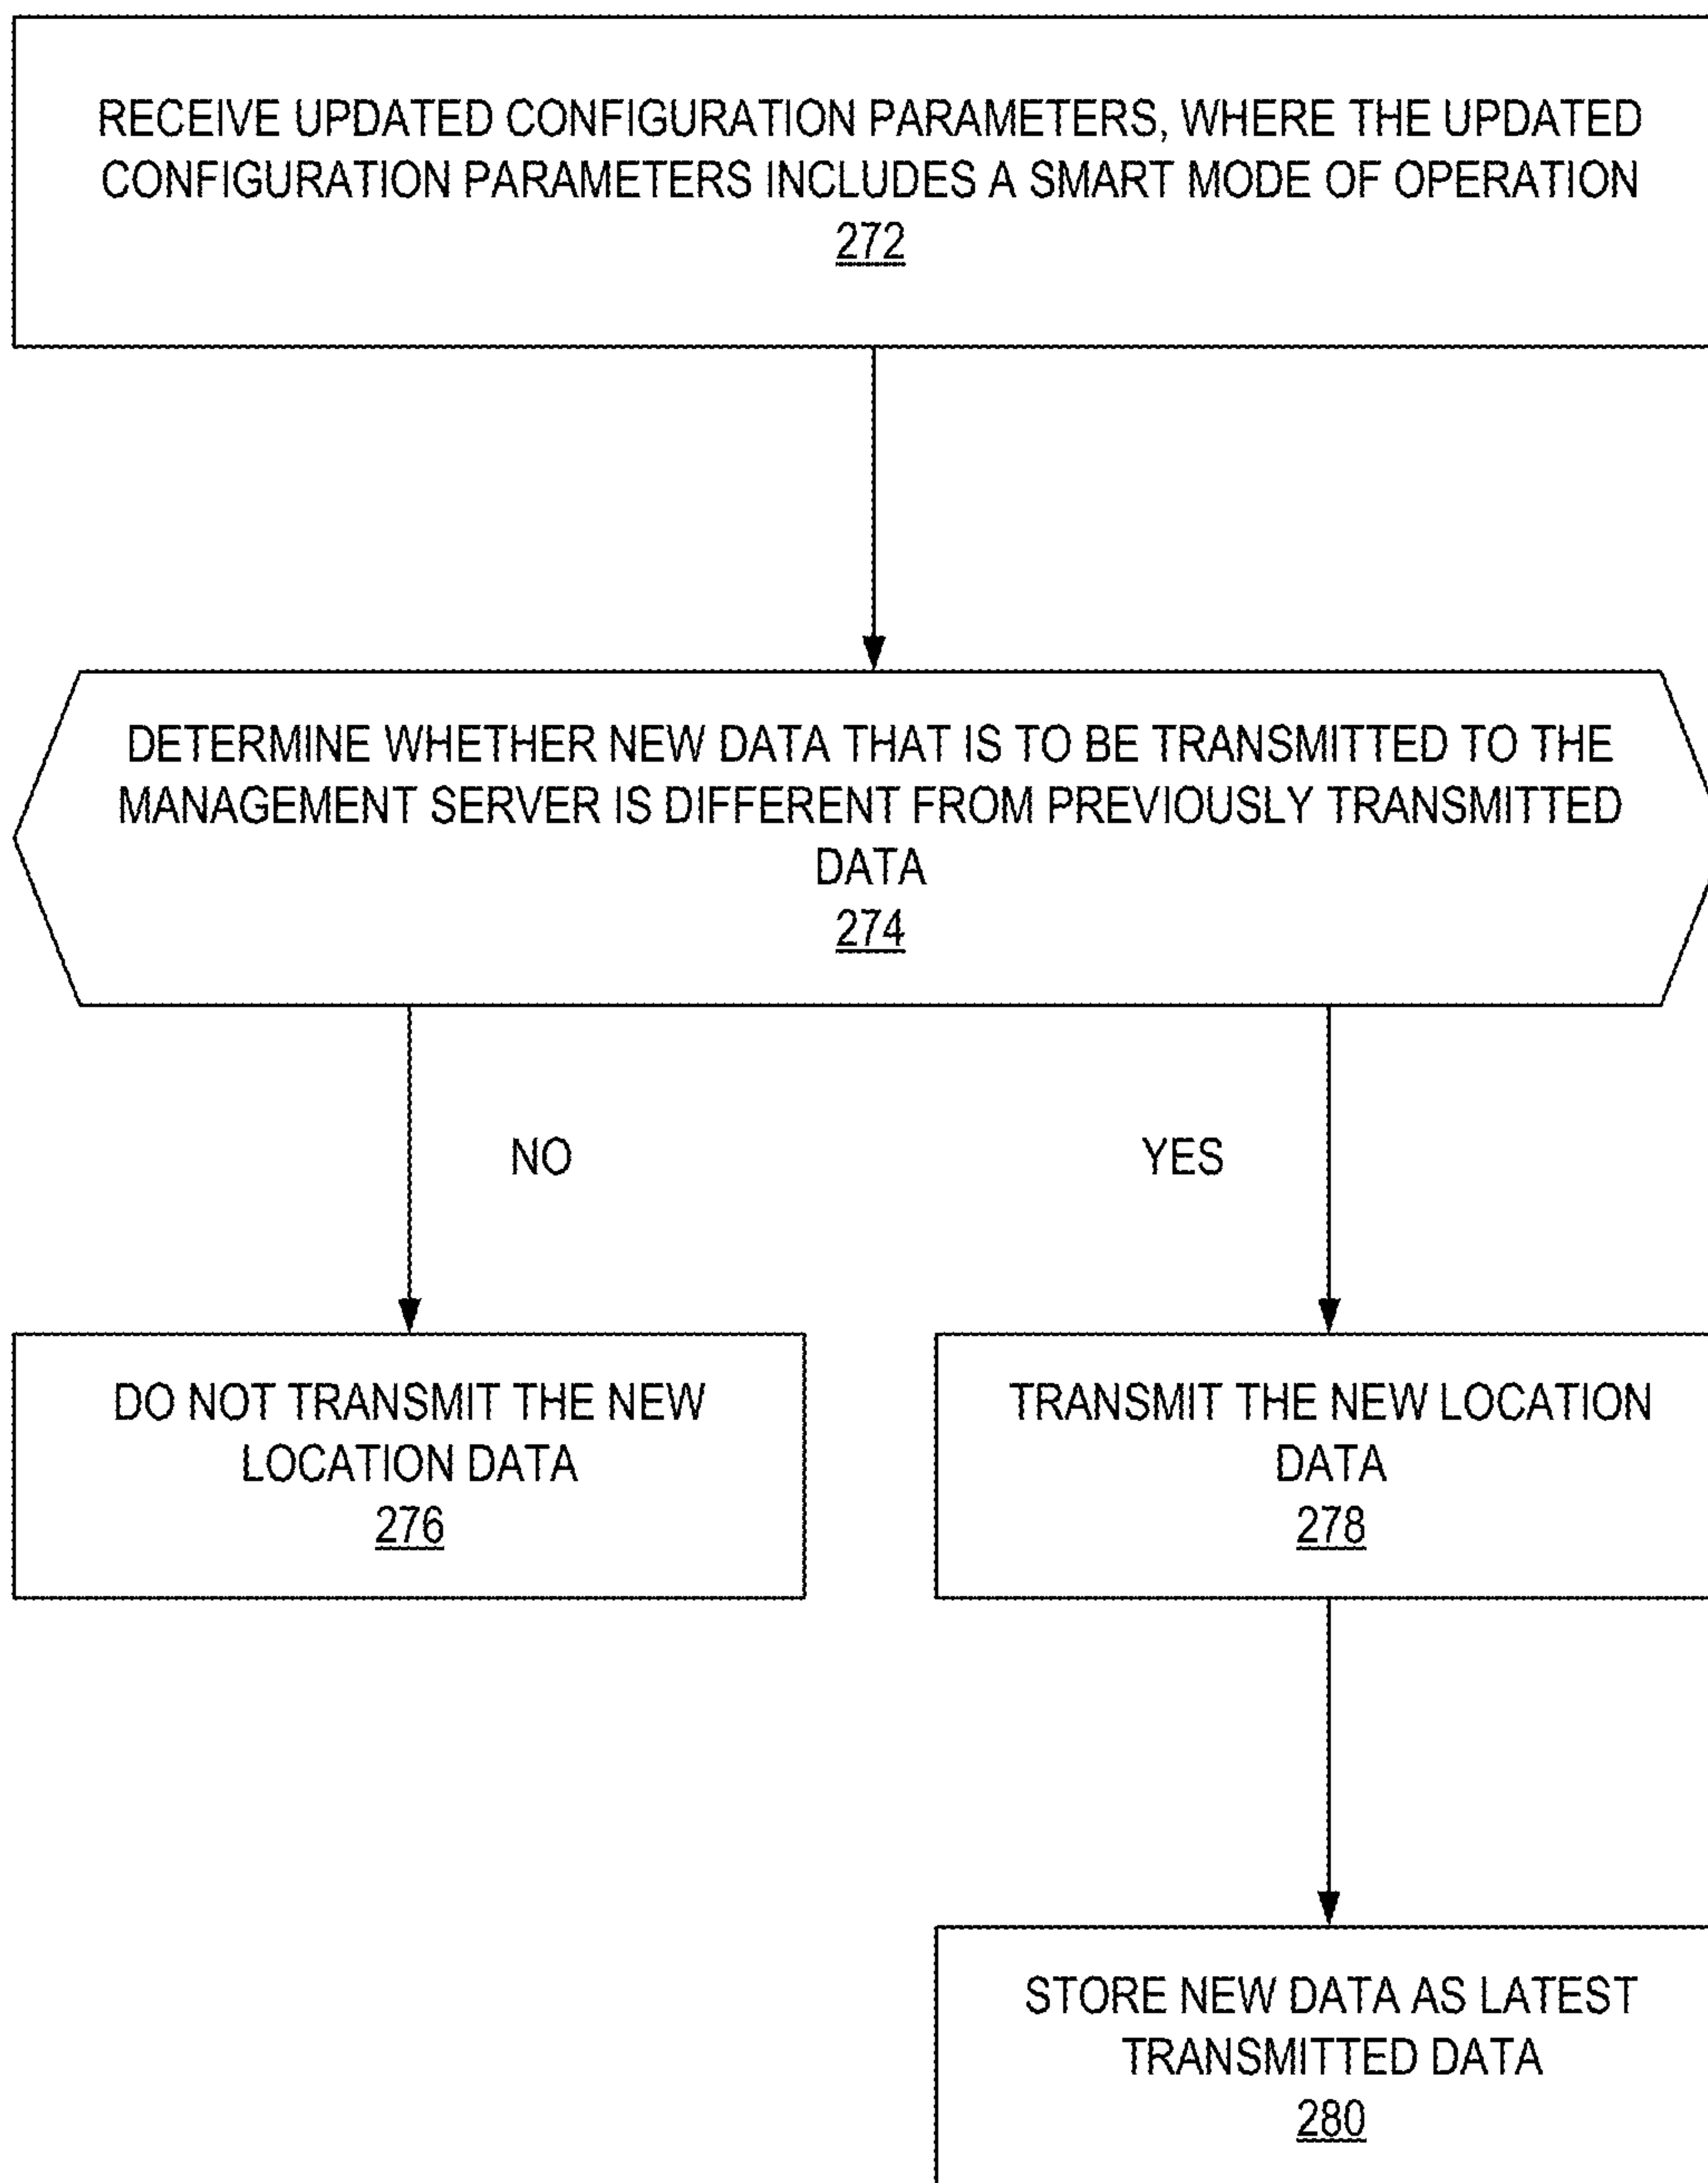 RECEIVE UPDATED CONFIGURATION PARAMETERS, WHERE THE UPDATED
CONFIGURATION PARAMETERS INCLUDES A SMART MODE OF OPERATION
272
DETERMINE WHETHER NEW DATA THAT IS TO BE TRANSMITTED TO THE
MANAGEMENT SERVER IS DIFFERENT FROM PREVIOUSLY TRANSMITTED
DATA
274
NO
YES
DO NOT TRANSMIT THE NEW
LOCATION DATA
276
TRANSMIT THE NEW LOCATION
DATA
278
STORE NEW DATA AS LATEST
TRANSMITTED DATA
280